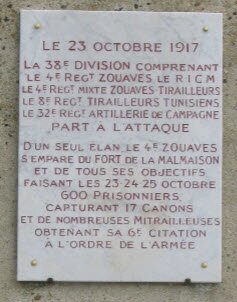 LE 23 OCTOBRE 1917
LA 38E DIVISION COMPRENANT
LE 4E REGT ZOUAVES LE R I C M
LE 4E REGT MIXTE ZOUAVES-TIRAILLEURS
LE 8E REGT TIRAILLEURS TUNISIENS
LE 32E REGT ARTILLERIE DE CAMPAGNE
PART A L'ATTAQUE
D'UN SEUL ELAN LE 4E ZOUAVES
S'EMPARE DU FORT DE LA MALMAISON
ET DE TOUS SES OBJECTIFS
FAISANT LES 23-24-25 OCTOBRE
600 PRISONNIERS,
CAPTURANT 17 CANONS
ET DE NOMBREUSES MITRAILLEUSES
OBTENANT SA 6E CITATION
À L'ORDRE DE L'ARMÉE